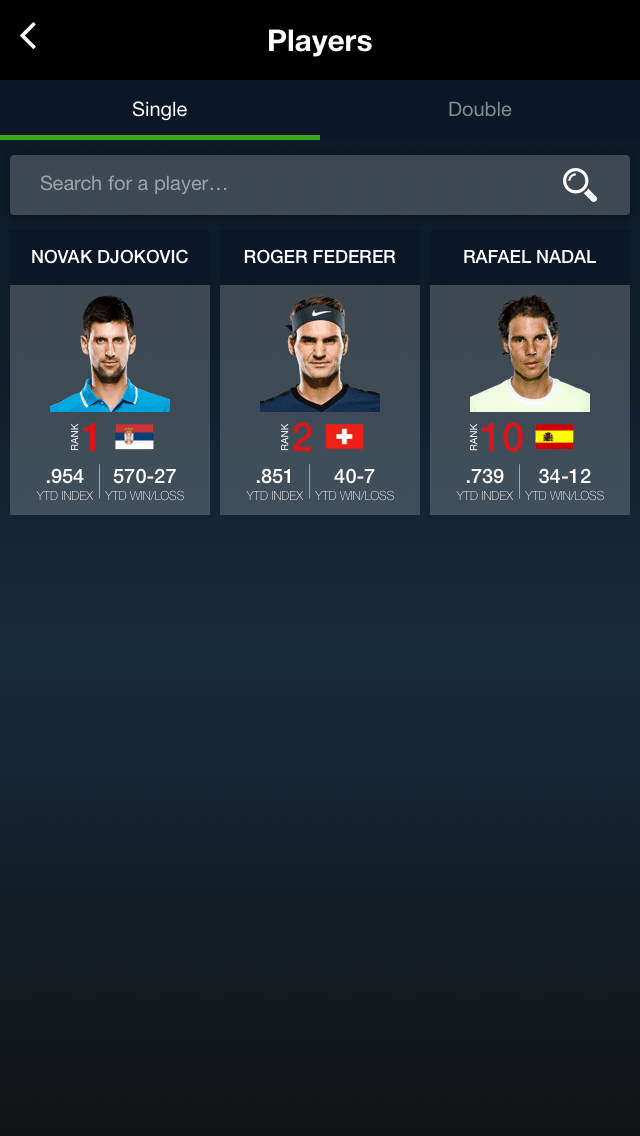 Players
Single
Double
Search for a player...
NOVAK DJOKOVIC
RANK 1
.954 570-27
YTD INDEX YTD WIN/LOSS
ROGER FEDERER
RANK 2
.851 40-7
YTD INDEX YTD WIN/LOSS
RAFAEL NADAL
RANK 10
.739 34-12
YTD INDEX YTD WIN/LOSS